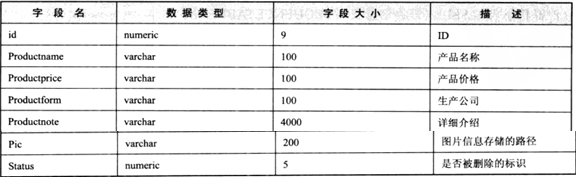 字段名 数据类型 字段大小 描述
id numeric 9 ID
Productname varchar 100 产品名称
Productprice varchar 100 产品价格
Productform varchar 100 生产公司
Productnote varchar 4000 详细介绍
Pic varchar 200 图片信息存储的路径
Status numeric 5 是否被删除的标识